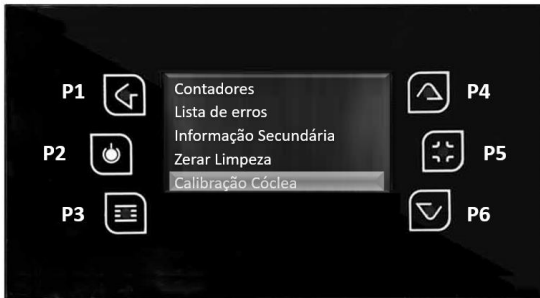 P1
P2
P3
Contadores
Lista de erros
Informação Secundária
Zerar Limpeza
Calibração Cóclea
P4
P5
P6